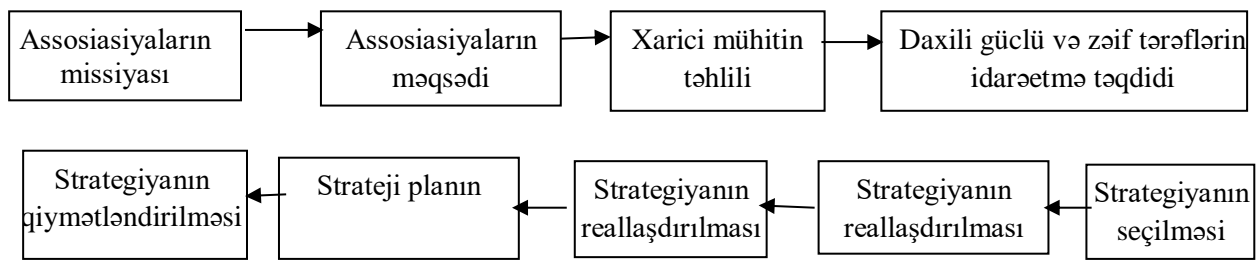 Assosiasiyaların
missiyası
Assosiasiyaların
məqsədi
Xarici mühitin
təhlili
Daxili güclü və zəif tərəflərin
idarəetmə təqdidi
Strategiyanın
qiymətləndirilməsi
Strateji planın
Strategiyanın
reallaşdırılması
Strategiyanın
reallaşdırılması
Strategiyanın
seçilməsi